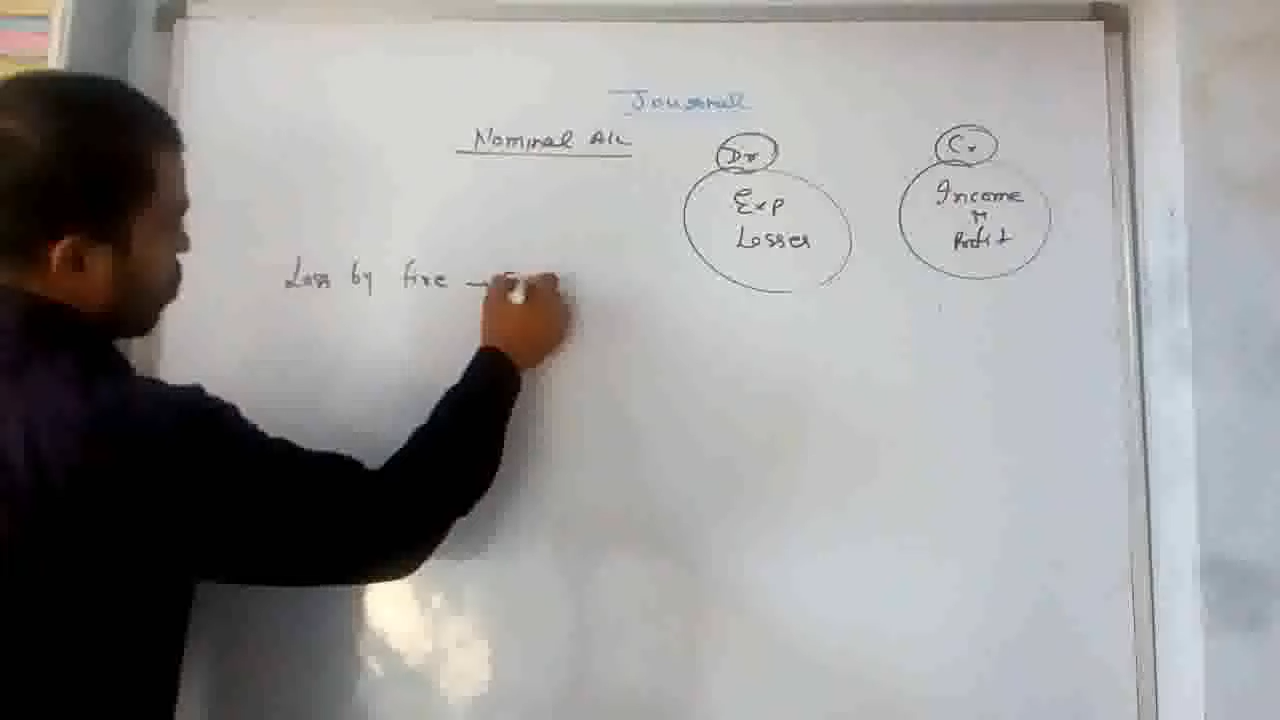 Journal
Nominal A/c
Dr
Cr
Exp
Losses
Income
Profit
Loss by fire